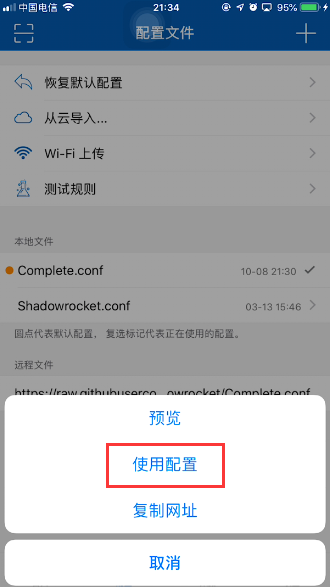 中国电信
21:34
95%
配置文件
恢复默认配置
从云导入...
Wi-Fi 上传
测试规则
本地文件
Complete.conf
10-08 21:30
Shadowrocket.conf
03-13 15:46
圆点代表默认配置，复选标记代表正在使用的配置。
远程文件
https://raw.githubuserco...owrocket/Complete.conf
预览
使用配置
复制网址
取消